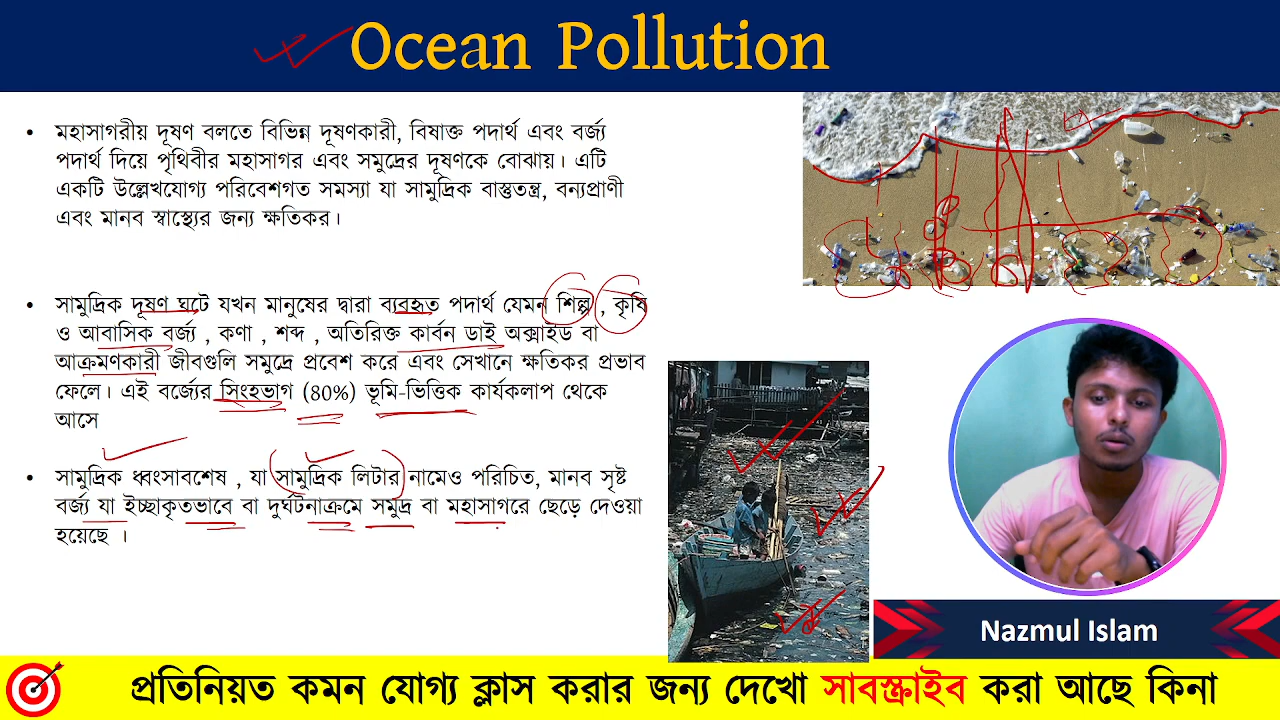 Ocean Pollution
• মহাসাগরীয় দূষণ বলতে বিভিন্ন দূষণকারী, বিষাক্ত পদার্থ এবং বর্জ্য
পদার্থ দিয়ে পৃথিবীর মহাসাগর এবং সমুদ্রের দূষণকে বোঝায়। এটি
একটি উল্লেখযোগ্য পরিবেশগত সমস্যা যা সামুদ্রিক বাস্তুতন্ত্র, বন্যপ্রাণী
এবং মানব স্বাস্থ্যের জন্য ক্ষতিকর।
• সামুদ্রিক দূষণ ঘটে যখন মানুষের দ্বারা ব্যবহৃত পদার্থ যেমন শিল্প , কৃষি
ও আবাসিক বর্জ্য , কণা , শব্দ , অতিরিক্ত কার্বন ডাই অক্সাইড বা
আক্রমণকারী জীবগুলি সমুদ্রে প্রবেশ করে এবং সেখানে ক্ষতিকর প্রভাব
ফেলে। এই বর্জ্যের সিংহভাগ (80%) ভূমি-ভিত্তিক কার্যকলাপ থেকে
আসে
• সামুদ্রিক ধ্বংসাবশেষ , যা সামুদ্রিক লিটার নামেও পরিচিত, মানব সৃষ্ট
বর্জ্য যা ইচ্ছাকৃতভাবে বা দুর্ঘটনাক্রমে সমুদ্র বা মহাসাগরে ছেড়ে দেওয়া
হয়েছে ।
Nazmul Islam
প্রতিনিয়ত কমন যোগ্য ক্লাস করার জন্য দেখো সাবস্ক্রাইব করা আছে কিনা